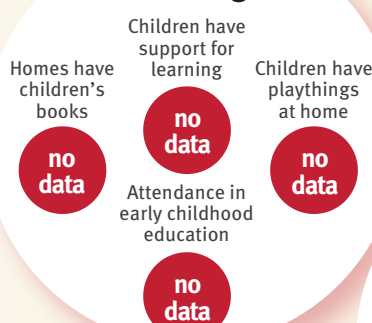 Children have
support for
learning
no
data
Homes have
children's
books
no
data
Children have
playthings
at home
no
data
Attendance in
early childhood
education
no
data